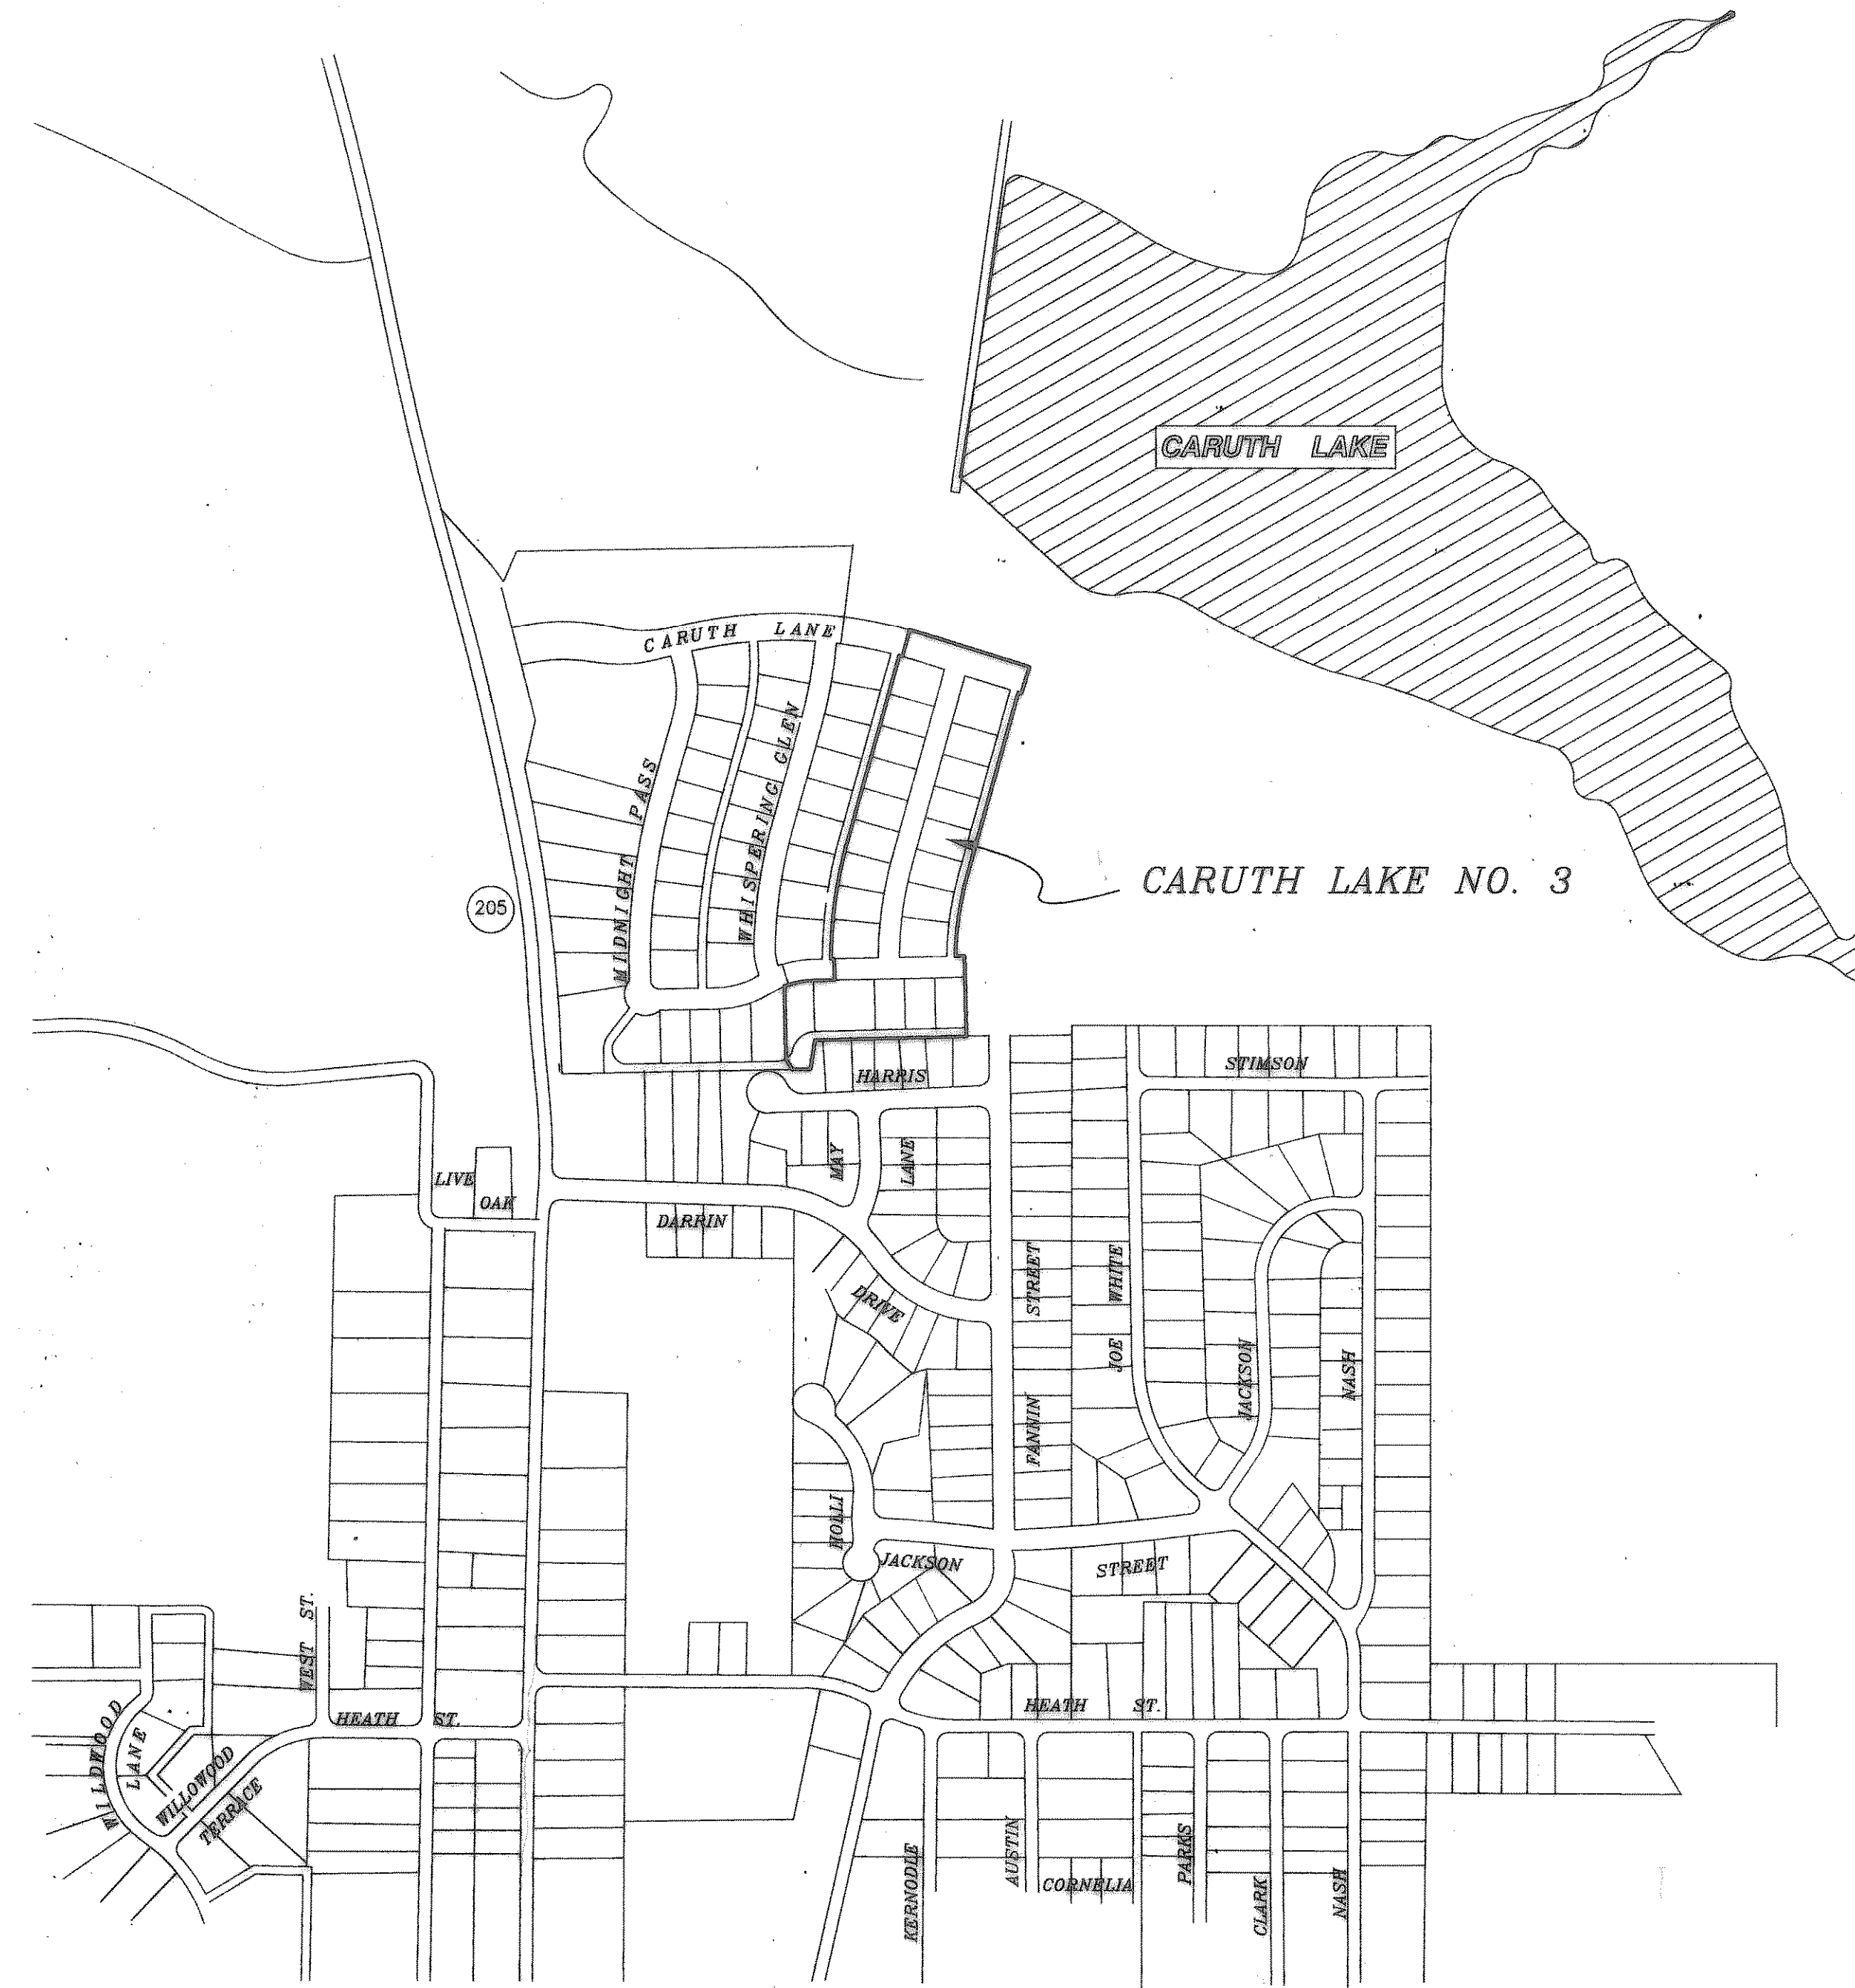 CARUTH LAKE
CARUTH LANE
MIDNIGHT PASS
WHISPERING GLEN
CARUTH LAKE NO. 3
205
HARRIS
STIMSON
MAY
LANE
LIVE
OAK
DARRIN
DRIVE
STREET
FANNIN
WHITE
JOE
JACKSON
NASH
HOLLI
JACKSON
STREET
WEST ST.
HEATH ST.
HEATH ST.
WILDWOOD
LANE
WILLOWOOD
TERRACE
KERNODLE
AUSTIN
CORNELIA
PARKS
CLARK
NASH